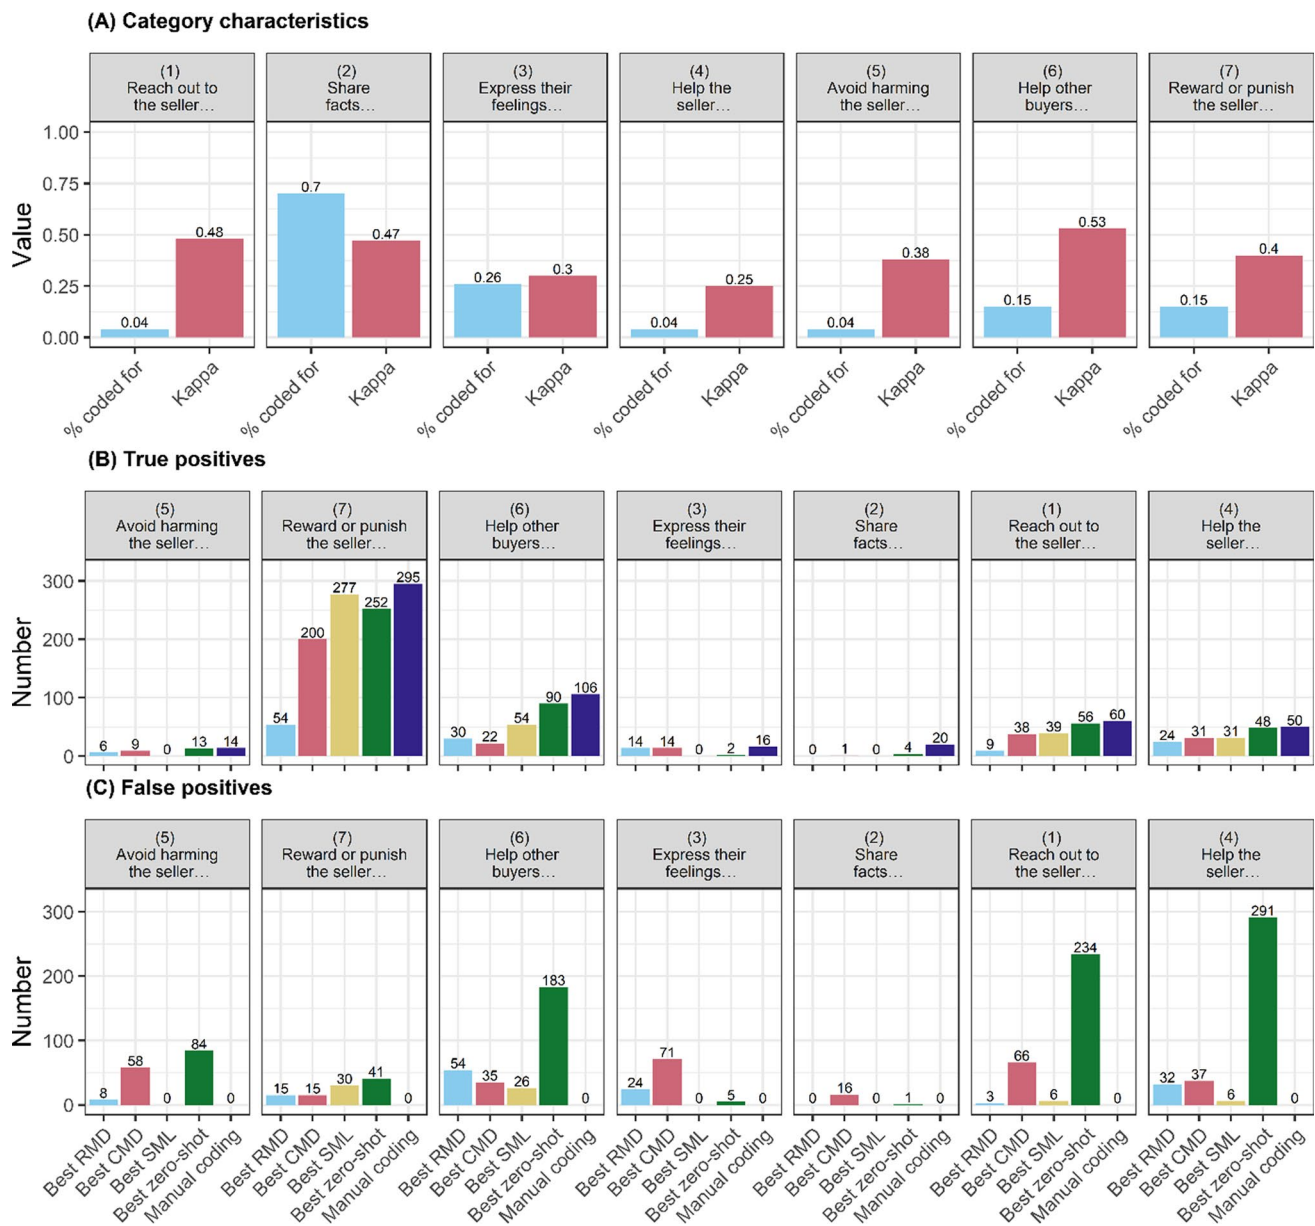 (A) Category characteristics
(1)
Reach out to
the seller…
(2)
Share
facts…
(3)
Express their
feelings…
(4)
Help the
seller…
(5)
Avoid harming
the seller…
(6)
Help other
buyers…
(7)
Reward or punish
the seller…
Value
1.00
0.75
0.50
0.25
0.00
0.04
0.48
0.7
0.47
0.26
0.3
0.04
0.25
0.04
0.38
0.15
0.53
0.15
0.4
% coded for
Kappa
% coded for
Kappa
% coded for
Kappa
% coded for
Kappa
% coded for
Kappa
% coded for
Kappa
% coded for
Kappa
(B) True positives
(5)
Avoid harming
the seller…
(7)
Reward or punish
the seller…
(6)
Help other
buyers…
(3)
Express their
feelings…
(2)
Share
facts…
(1)
Reach out to
the seller…
(4)
Help the
seller…
Number
300
200
100
0
6
9
0
13
14
54
200
277
252
295
30
22
54
90
106
14
14
0
2
16
0
1
0
4
20
9
38
39
56
60
24
31
31
48
50
(C) False positives
(5)
Avoid harming
the seller…
(7)
Reward or punish
the seller…
(6)
Help other
buyers…
(3)
Express their
feelings…
(2)
Share
facts…
(1)
Reach out to
the seller…
(4)
Help the
seller…
Number
300
200
100
0
8
58
0
84
0
15
15
30
41
0
54
35
26
183
0
24
71
0
5
0
0
16
0
1
0
3
66
6
234
0
32
37
6
291
0
Best RMD
Best CMD
Best SML
Best zero-shot
Manual coding
Best RMD
Best CMD
Best SML
Best zero-shot
Manual coding
Best RMD
Best CMD
Best SML
Best zero-shot
Manual coding
Best RMD
Best CMD
Best SML
Best zero-shot
Manual coding
Best RMD
Best CMD
Best SML
Best zero-shot
Manual coding
Best RMD
Best CMD
Best SML
Best zero-shot
Manual coding
Best RMD
Best CMD
Best SML
Best zero-shot
Manual coding